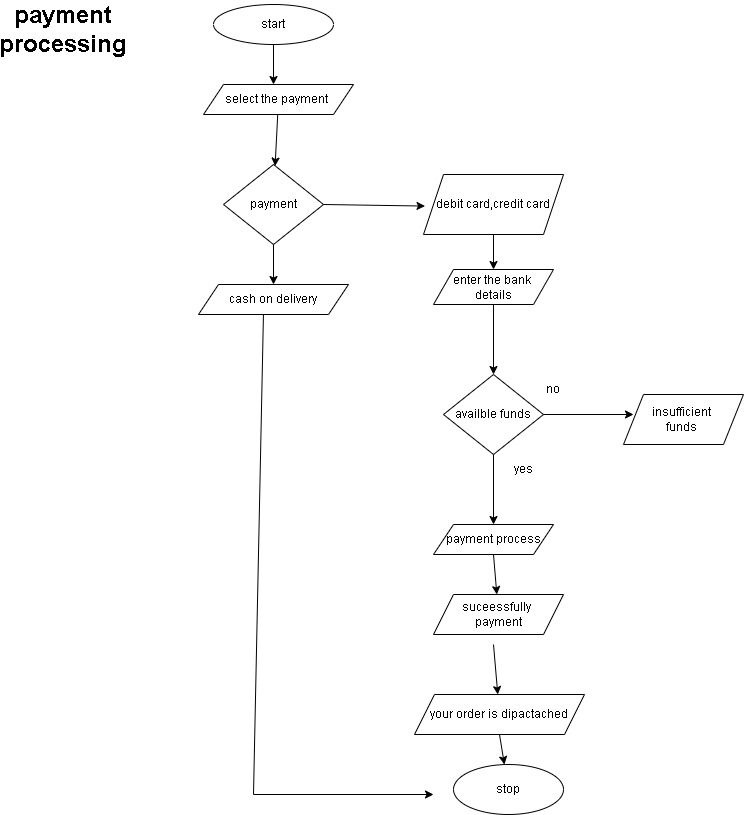 payment
processing
start
select the payment
payment
debit card,credit card
cash on delivery
enter the bank
details
availble funds
no
insufficient
funds
yes
payment process
suceessfully
payment
your order is dipactached
stop